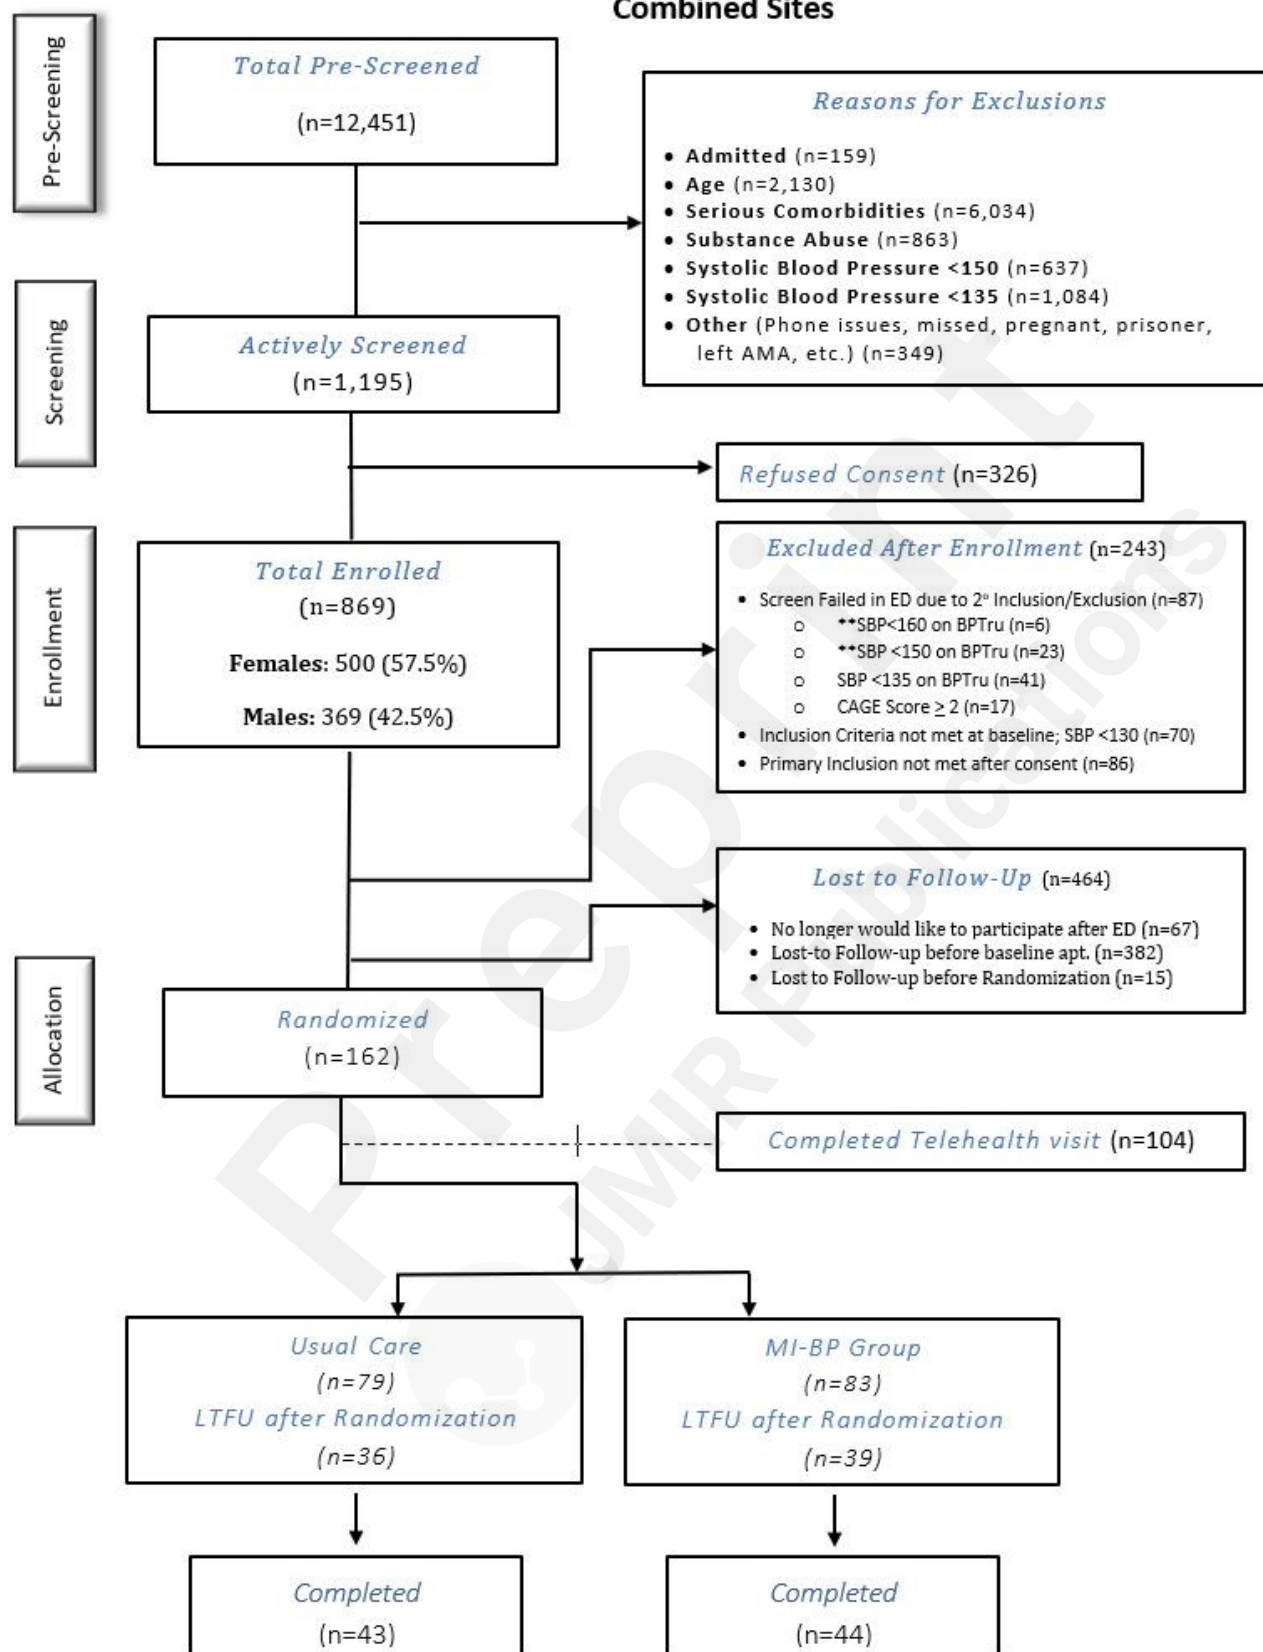 Combined Sites
Pre-Screening
Total Pre-Screened
(n=12,451)
Reasons for Exclusions
• Admitted (n=159)
• Age (n=2,130)
• Serious Comorbidities (n=6,034)
• Substance Abuse (n=863)
• Systolic Blood Pressure <150 (n=637)
• Systolic Blood Pressure <135 (n=1,084)
• Other (Phone issues, missed, pregnant, prisoner,
left AMA, etc.) (n=349)
Screening
Actively Screened
(n=1,195)
Refused Consent (n=326)
Enrollment
Total Enrolled
(n=869)
Females: 500 (57.5%)
Males: 369 (42.5%)
Excluded After Enrollment (n=243)
• Screen Failed in ED due to 2º Inclusion/Exclusion (n=87)
o **SBP<160 on BPTru (n=6)
o **SBP <150 on BPTru (n=23)
o SBP <135 on BPTru (n=41)
o CAGE Score ≥ 2 (n=17)
• Inclusion Criteria not met at baseline; SBP <130 (n=70)
• Primary Inclusion not met after consent (n=86)
Lost to Follow-Up (n=464)
• No longer would like to participate after ED (n=67)
• Lost-to Follow-up before baseline apt. (n=382)
• Lost to Follow-up before Randomization (n=15)
Allocation
Randomized
(n=162)
Completed Telehealth visit (n=104)
Usual Care
(n=79)
LTFU after Randomization
(n=36)
MI-BP Group
(n=83)
LTFU after Randomization
(n=39)
Completed
(n=43)
Completed
(n=44)
Preprint
JMIR Publications